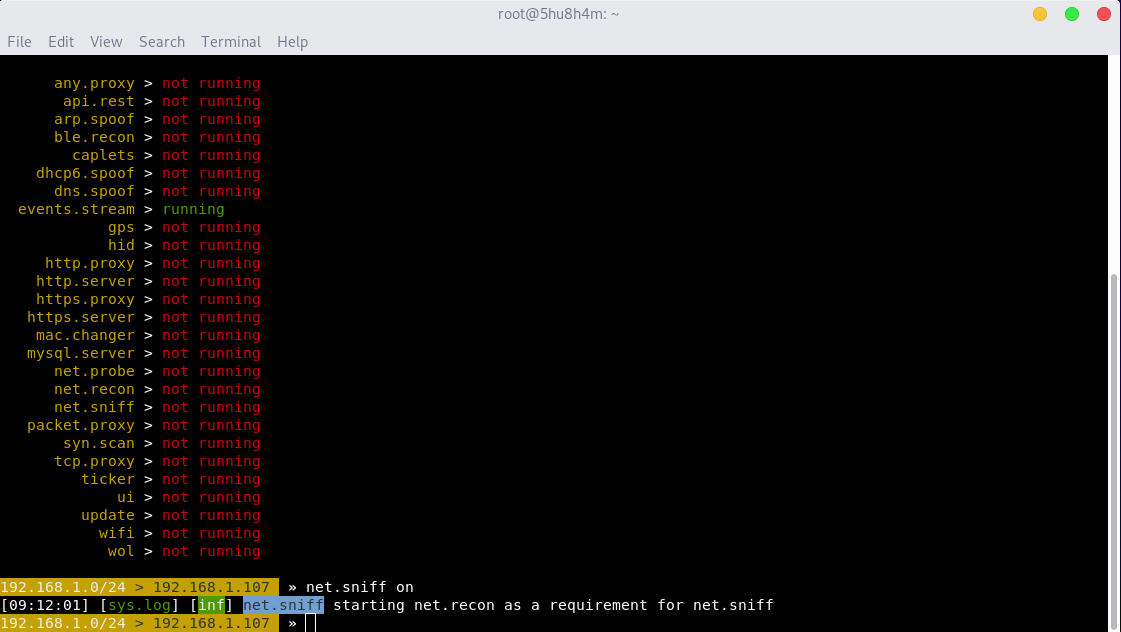 root@5hu8h4m: ~
File Edit View Search Terminal Help
any.proxy > not running
api.rest > not running
arp.spoof > not running
ble.recon > not running
caplets > not running
dhcp6.spoof > not running
dns.spoof > not running
events.stream > running
gps > not running
hid > not running
http.proxy > not running
http.server > not running
https.proxy > not running
https.server > not running
mac.changer > not running
mysql.server > not running
net.probe > not running
net.recon > not running
net.sniff > not running
packet.proxy > not running
syn.scan > not running
tcp.proxy > not running
ticker > not running
ui > not running
update > not running
wifi > not running
wol > not running
192.168.1.0/24 > 192.168.1.107 » net.sniff on
[09:12:01] [sys.log] [inf] net.sniff starting net.recon as a requirement for net.sniff
192.168.1.0/24 > 192.168.1.107 »